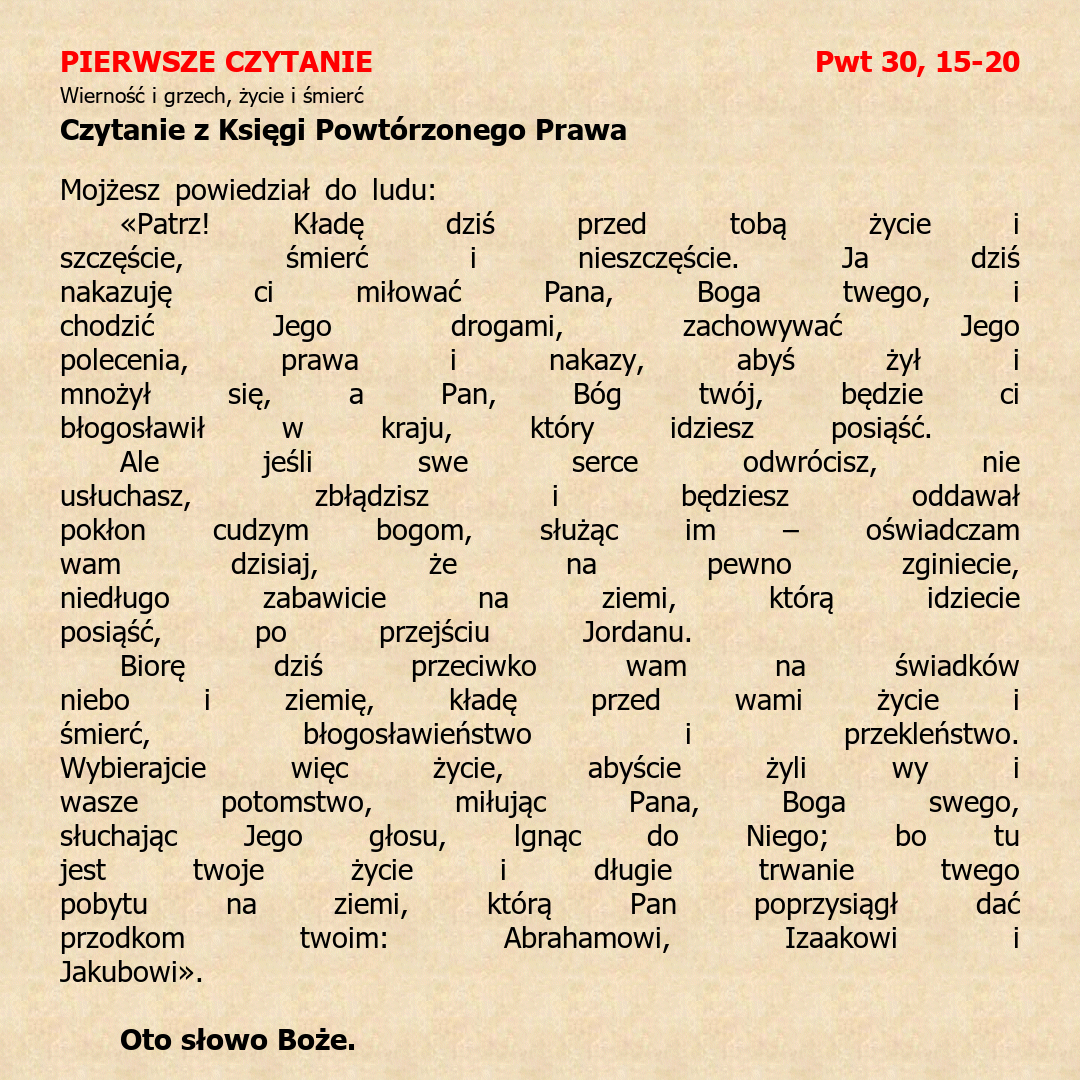 PIERWSZE CZYTANIE Pwt 30, 15-20
Wierność i grzech, życie i śmierć
Czytanie z Księgi Powtórzonego Prawa
Mojżesz powiedział do ludu:
«Patrz! Kładę dziś przed tobą życie i
szczęście, śmierć i nieszczęście. Ja dziś
nakazuję ci miłować Pana, Boga twego, i
chodzić Jego drogami, zachowywać Jego
polecenia, prawa i nakazy, abyś żył i
mnożył się, a Pan, Bóg twój, będzie ci
błogosławił w kraju, który idziesz posiąść.
Ale jeśli swe serce odwrócisz, nie
usłuchasz, zbłądzisz i będziesz oddawał
pokłon cudzym bogom, służąc im – oświadczam
wam dzisiaj, że na pewno zginiecie,
niedługo zabawicie na ziemi, którą idziecie
posiąść, po przejściu Jordanu.
Biorę dziś przeciwko wam na świadków
niebo i ziemię, kładę przed wami życie i
śmierć, błogosławieństwo i przekleństwo.
Wybierajcie więc życie, abyście żyli wy i
wasze potomstwo, miłując Pana, Boga swego,
słuchając Jego głosu, lgnąc do Niego; bo tu
jest twoje życie i długie trwanie twego
pobytu na ziemi, którą Pan poprzysiągł dać
przodkom twoim: Abrahamowi, Izaakowi i
Jakubowi».
Oto słowo Boże.